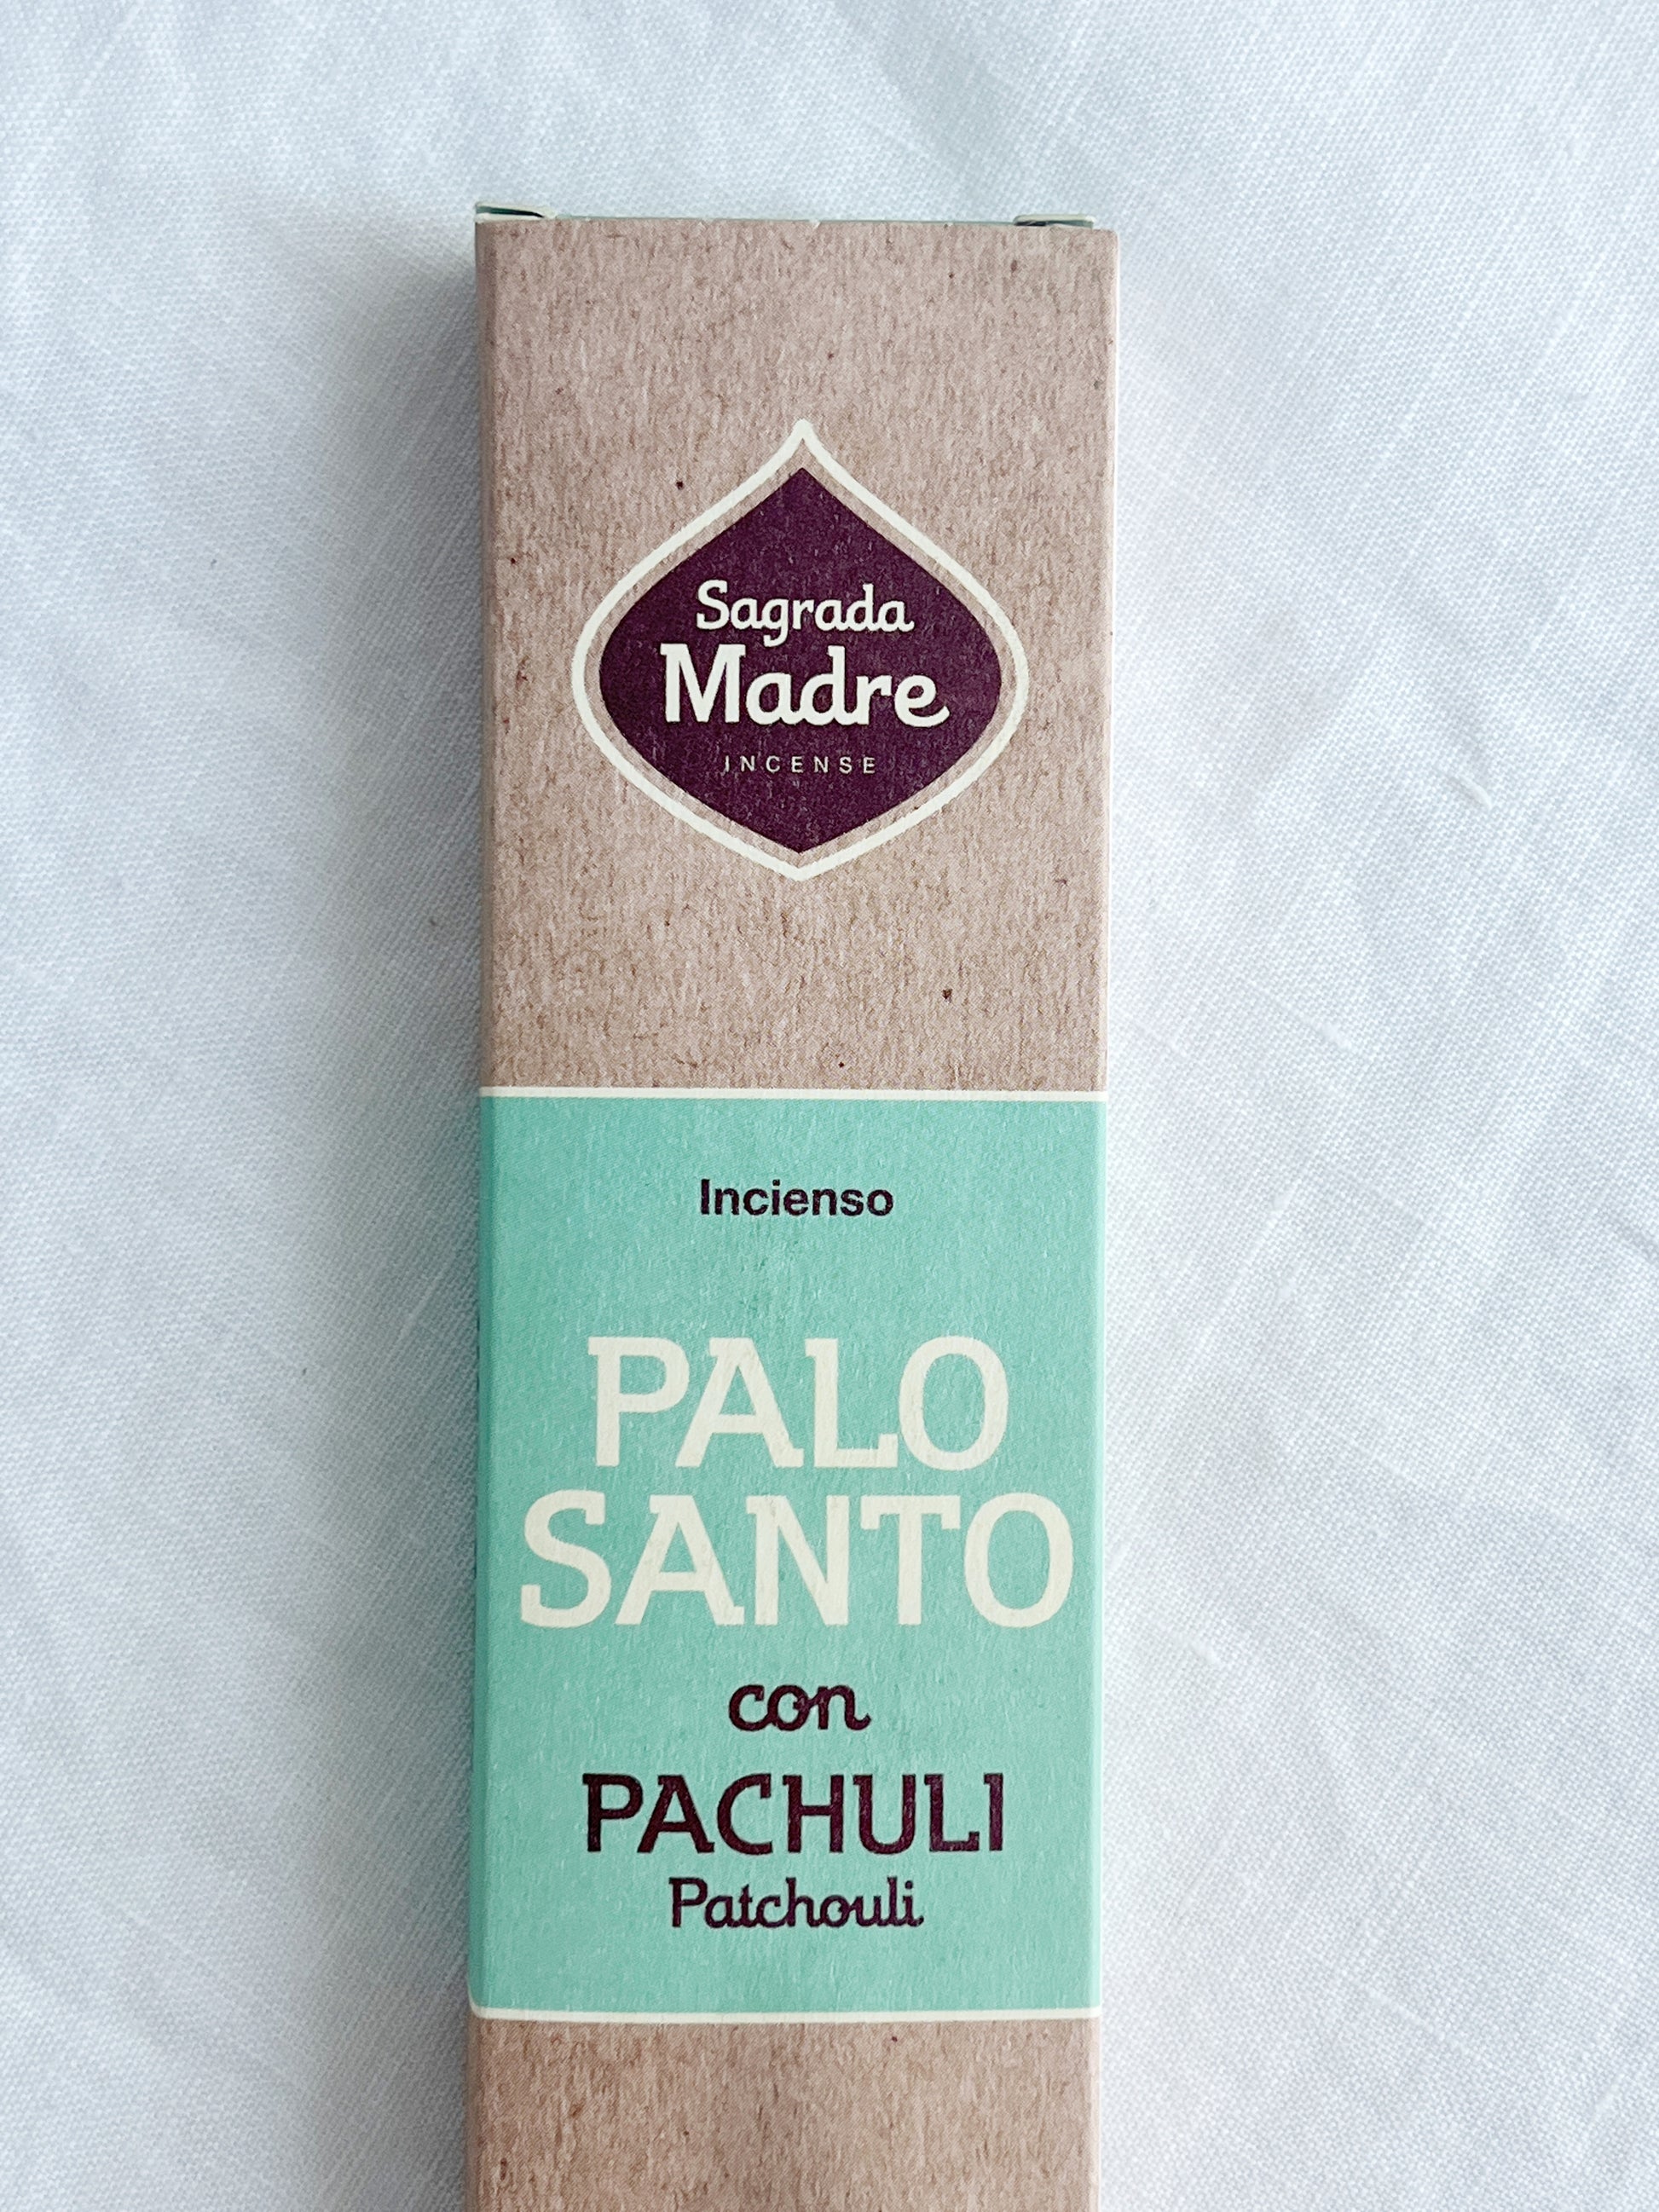 Sagrada
Madre
INCENSE
Incienso
PALO
SANTO
con
PACHULI
Patchouli